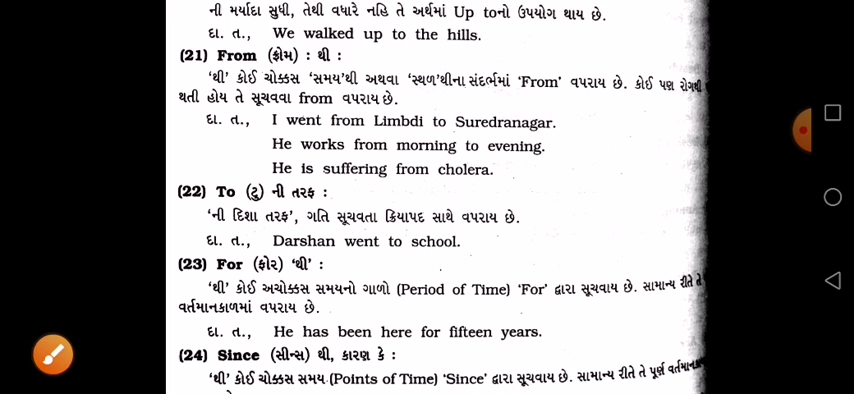 ની મર્યાદા સુધી, તેથી વધારે નહિ તે અર્થમાં Up toનો ઉપયોગ થાય છે.
દા. ત., We walked up to the hills.
(21) From (ફ્રોમ) : થી :
‘થી’ કોઈ ચોક્કસ ‘સમય’થી અથવા ‘સ્થળ’થીના સંદર્ભમાં ‘From’ વપરાય છે. કોઈ પણ રોગથી
થતી હોય તે સૂચવવા from વપરાય છે.
દા. ત., I went from Limbdi to Suredranagar.
He works from morning to evening.
He is suffering from cholera.
(22) To (ટુ) ની તરફ :
‘ની દિશા તરફ’, ગતિ સૂચવતા ક્રિયાપદ સાથે વપરાય છે.
દા. ત., Darshan went to school.
(23) For (ફોર) ‘થી’ :
‘થી’ કોઈ અચોક્કસ સમયનો ગાળો (Period of Time) ‘For’ દ્વારા સૂચવાય છે. સામાન્ય રીતે તે
વર્તમાનકાળમાં વપરાય છે.
દા. ત., He has been here for fifteen years.
(24) Since (સીન્સ) થી, કારણ કે :
‘થી’ કોઈ ચોક્કસ સમય (Points of Time) ‘Since’ દ્વારા સૂચવાય છે. સામાન્ય રીતે તે પૂર્ણ